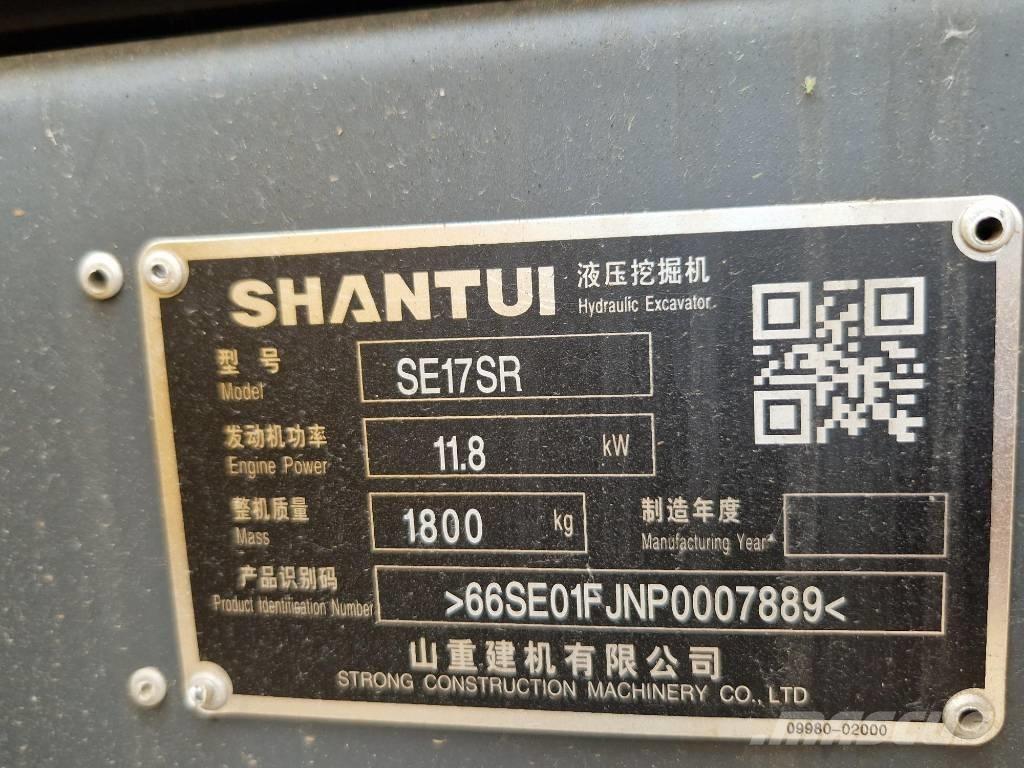 SHANTUI 液压挖掘机
Hydraulic Excavator
型号
Model
SE17SR
发动机功率
Engine Power
11.8 kW
整机质量
Mass
1800 kg
制造年度
Manufacturing Year
产品识别码
Product Identification Number
>66SE01FJNP0007889<
山重建机有限公司
STRONG CONSTRUCTION MACHINERY CO., LTD
09980-02000
MASCUS